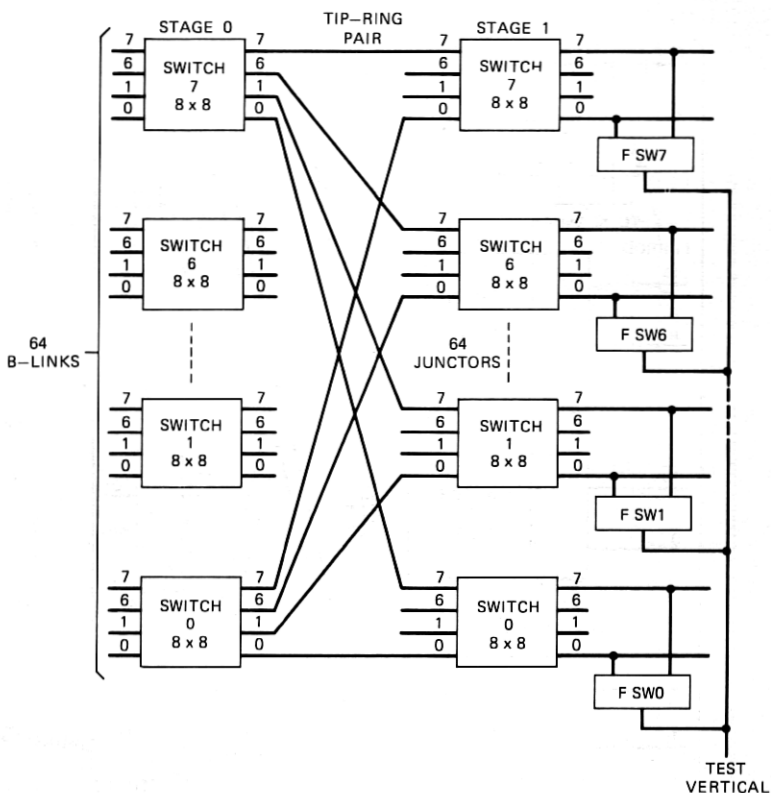 STAGE 0
TIP–RING
PAIR
STAGE 1
7
6
1
0
SWITCH
7
8 x 8
7
6
1
0
7
6
1
0
SWITCH
7
8 x 8
7
6
1
0
F SW7
7
6
1
0
SWITCH
6
8 x 8
7
6
1
0
7
6
1
0
SWITCH
6
8 x 8
7
6
1
0
F SW6
64
B–LINKS
64
JUNCTORS
7
6
1
0
SWITCH
1
8 x 8
7
6
1
0
7
6
1
0
SWITCH
1
8 x 8
7
6
1
0
F SW1
7
6
1
0
SWITCH
0
8 x 8
7
6
1
0
7
6
1
0
SWITCH
0
8 x 8
7
6
1
0
F SW0
TEST
VERTICAL